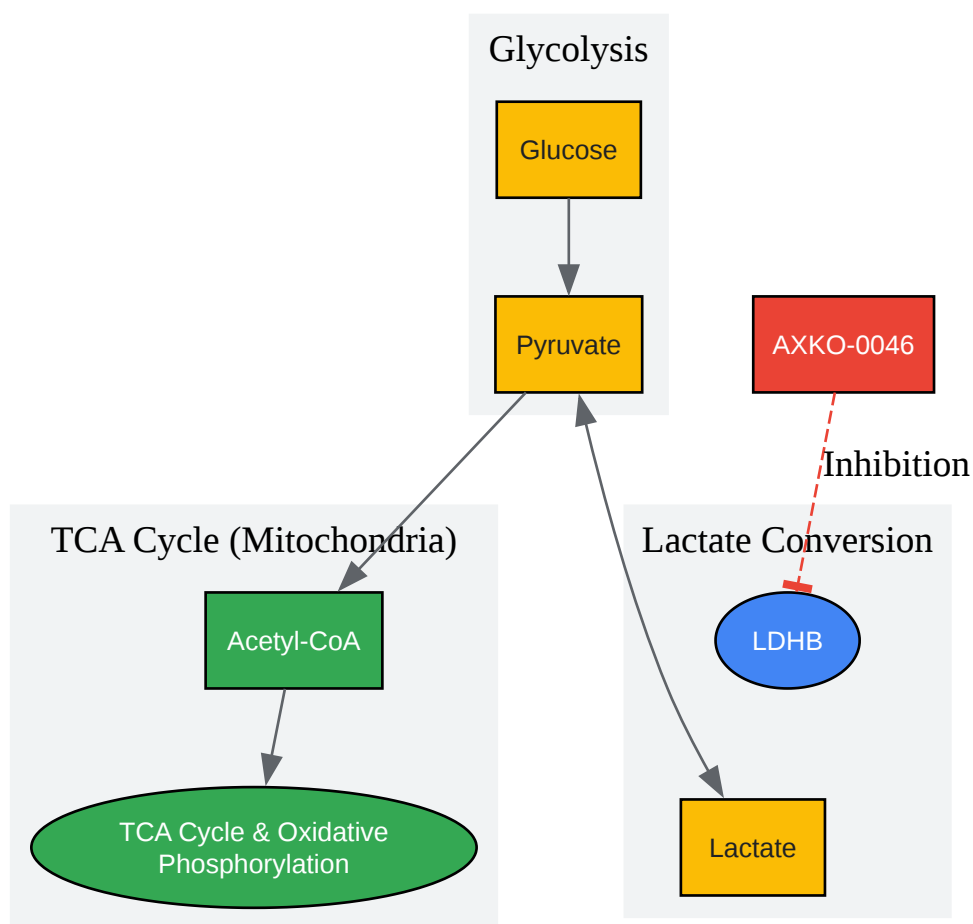 Glycolysis
Glucose
Pyruvate
AXKO-0046
Inhibition
TCA Cycle (Mitochondria)
Lactate Conversion
Acetyl-CoA
LDHB
TCA Cycle & Oxidative
Phosphorylation
Lactate